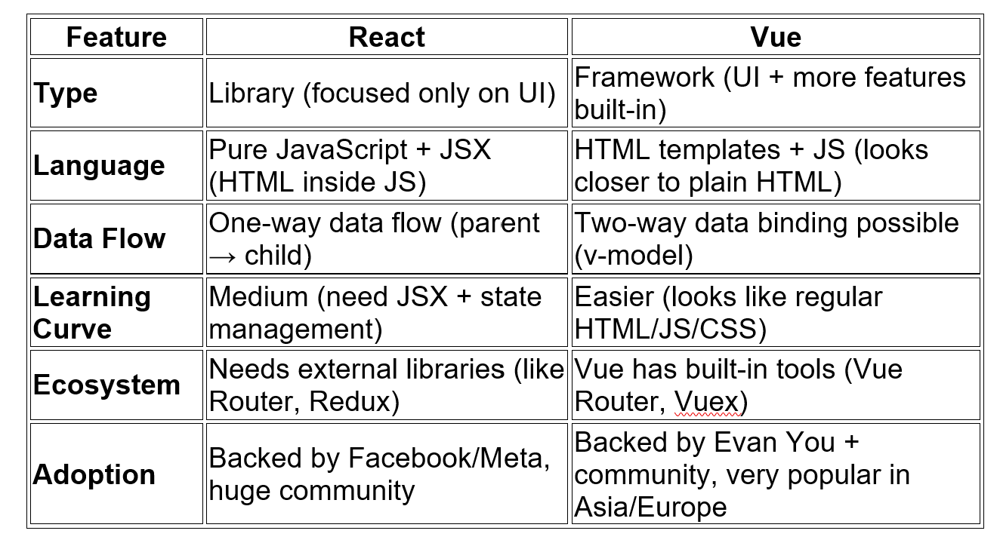 Feature React Vue
Type
Library (focused only on UI)
Framework (UI + more features
built-in)
Language
Pure JavaScript + JSX
(HTML inside JS)
HTML templates + JS (looks
closer to plain HTML)
Data Flow
One-way data flow (parent
→ child)
Two-way data binding possible
(v-model)
Learning
Curve
Medium (need JSX + state
management)
Easier (looks like regular
HTML/JS/CSS)
Ecosystem
Needs external libraries (like
Router, Redux)
Vue has built-in tools (Vue
Router, Vuex)
Adoption
Backed by Facebook/Meta,
huge community
Backed by Evan You +
community, very popular in
Asia/Europe